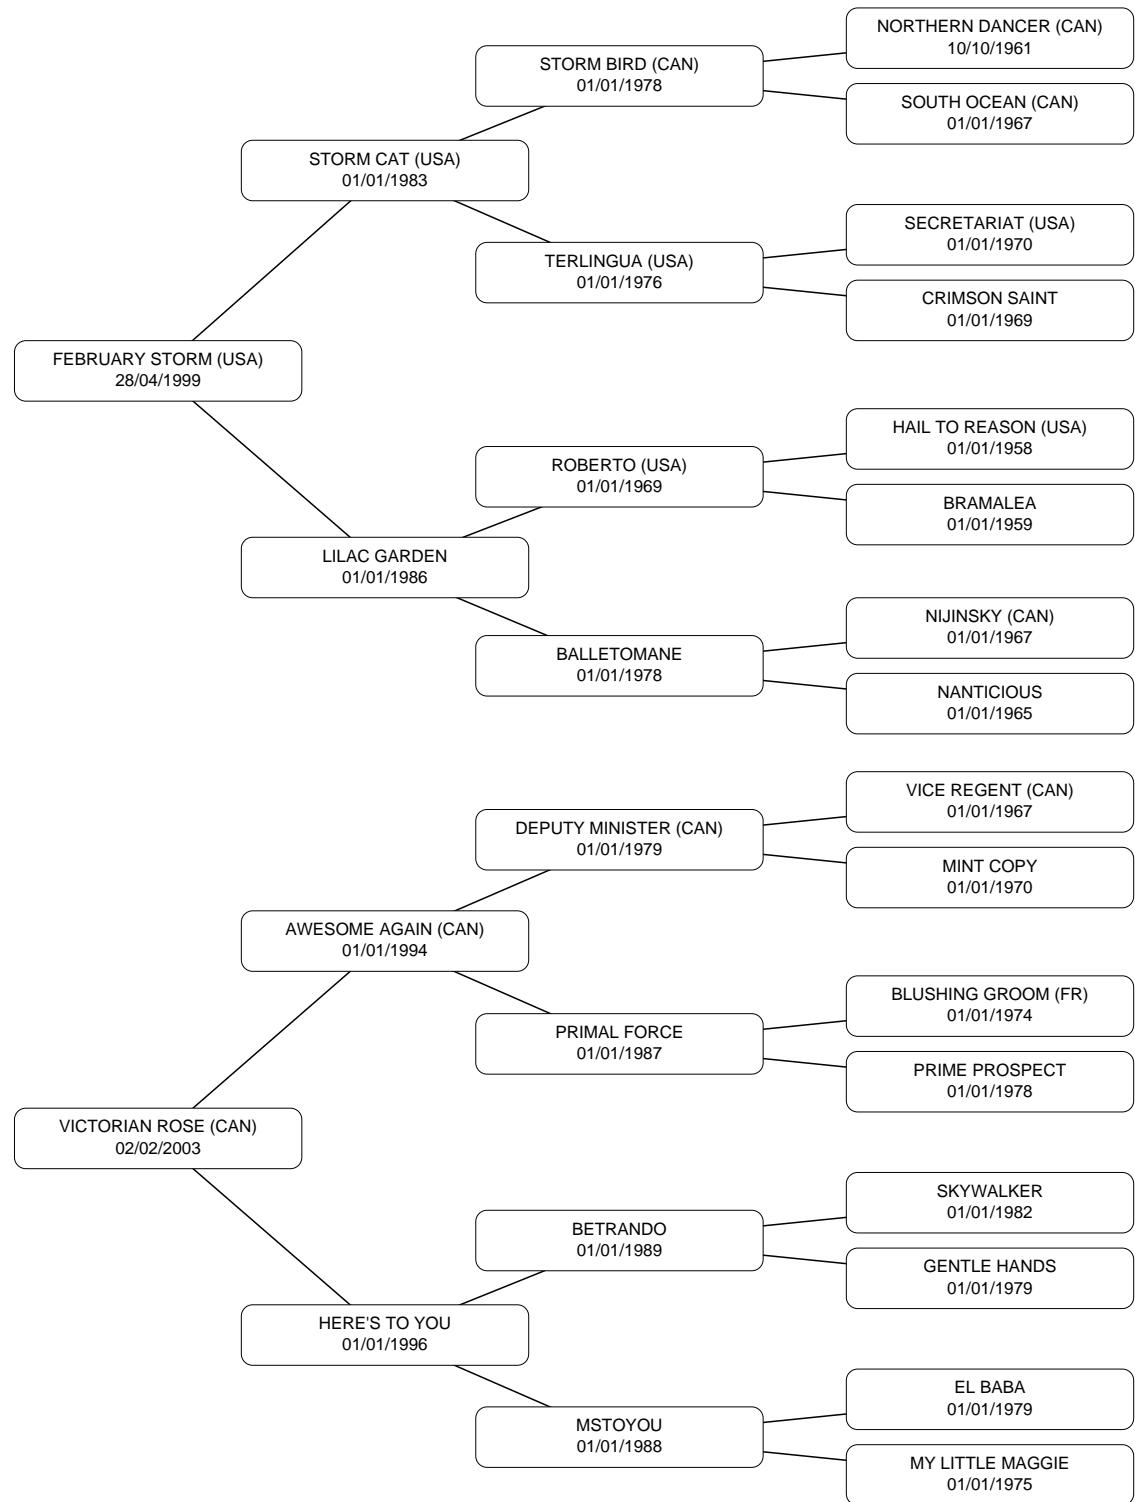 NORTHERN DANCER (CAN)
10/10/1961
STORM BIRD (CAN)
01/01/1978
SOUTH OCEAN (CAN)
01/01/1967
STORM CAT (USA)
01/01/1983
SECRETARIAT (USA)
01/01/1970
TERLINGUA (USA)
01/01/1976
CRIMSON SAINT
01/01/1969
FEBRUARY STORM (USA)
28/04/1999
HAIL TO REASON (USA)
01/01/1958
ROBERTO (USA)
01/01/1969
BRAMALEA
01/01/1959
LILAC GARDEN
01/01/1986
NIJINSKY (CAN)
01/01/1967
BALLETOMANE
01/01/1978
NANTICIOUS
01/01/1965
VICE REGENT (CAN)
01/01/1967
DEPUTY MINISTER (CAN)
01/01/1979
MINT COPY
01/01/1970
AWESOME AGAIN (CAN)
01/01/1994
BLUSHING GROOM (FR)
01/01/1974
PRIMAL FORCE
01/01/1987
PRIME PROSPECT
01/01/1978
VICTORIAN ROSE (CAN)
02/02/2003
SKYWALKER
01/01/1982
BETRANDO
01/01/1989
GENTLE HANDS
01/01/1979
HERE'S TO YOU
01/01/1996
EL BABA
01/01/1979
MSTOYOU
01/01/1988
MY LITTLE MAGGIE
01/01/1975